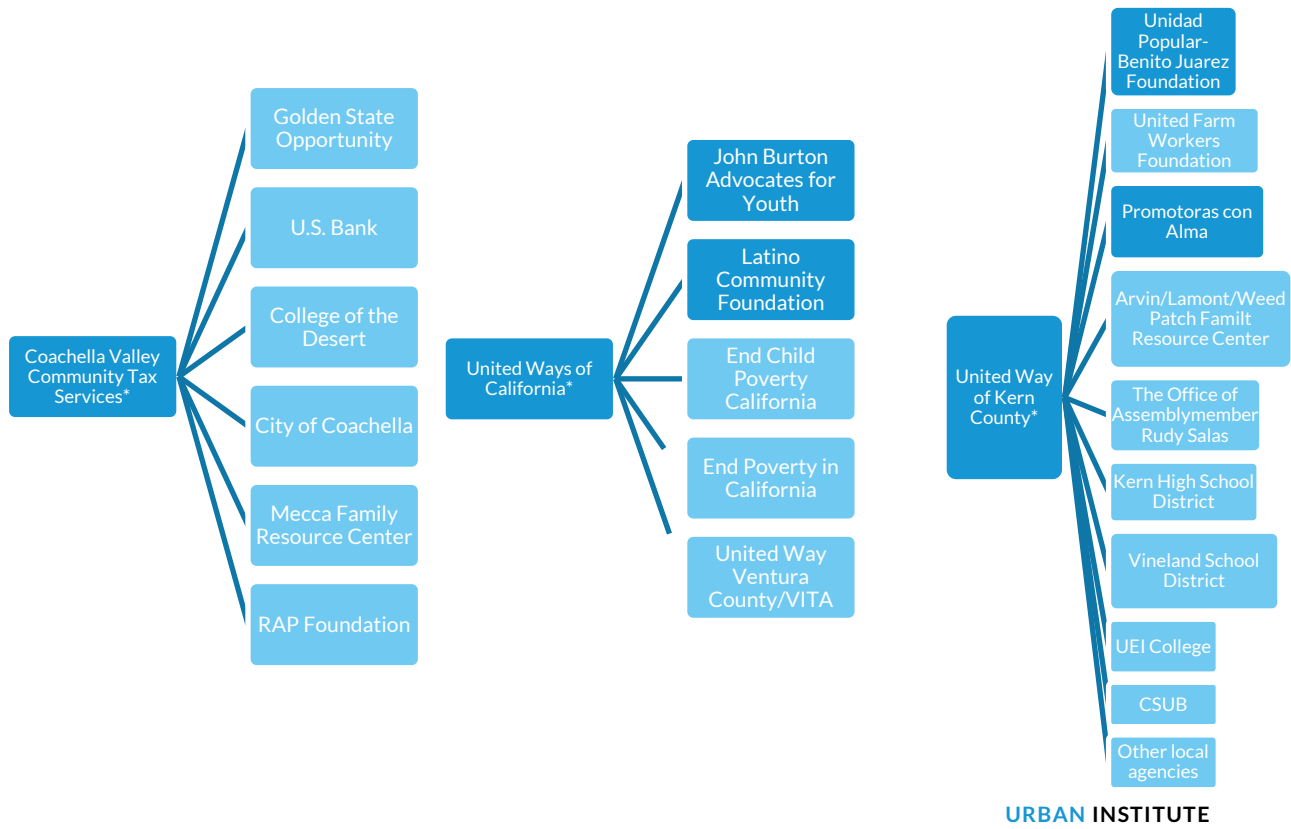 Coachella Valley
Community Tax
Services*
Golden State
Opportunity
U.S. Bank
College of the
Desert
City of Coachella
Mecca Family
Resource Center
RAP Foundation
United Ways of
California*
John Burton
Advocates for
Youth
Latino
Community
Foundation
End Child
Poverty
California
End Poverty in
California
United Way
Ventura
County/VITA
United Way
of Kern
County*
Unidad
Popular-
Benito Juarez
Foundation
United Farm
Workers
Foundation
Promotoras con
Alma
Arvin/Lamont/Weed
Patch Familt
Resource Center
The Office of
Assemblymember
Rudy Salas
Kern High School
District
Vineland School
District
UEI College
CSUB
Other local
agencies
URBAN INSTITUTE